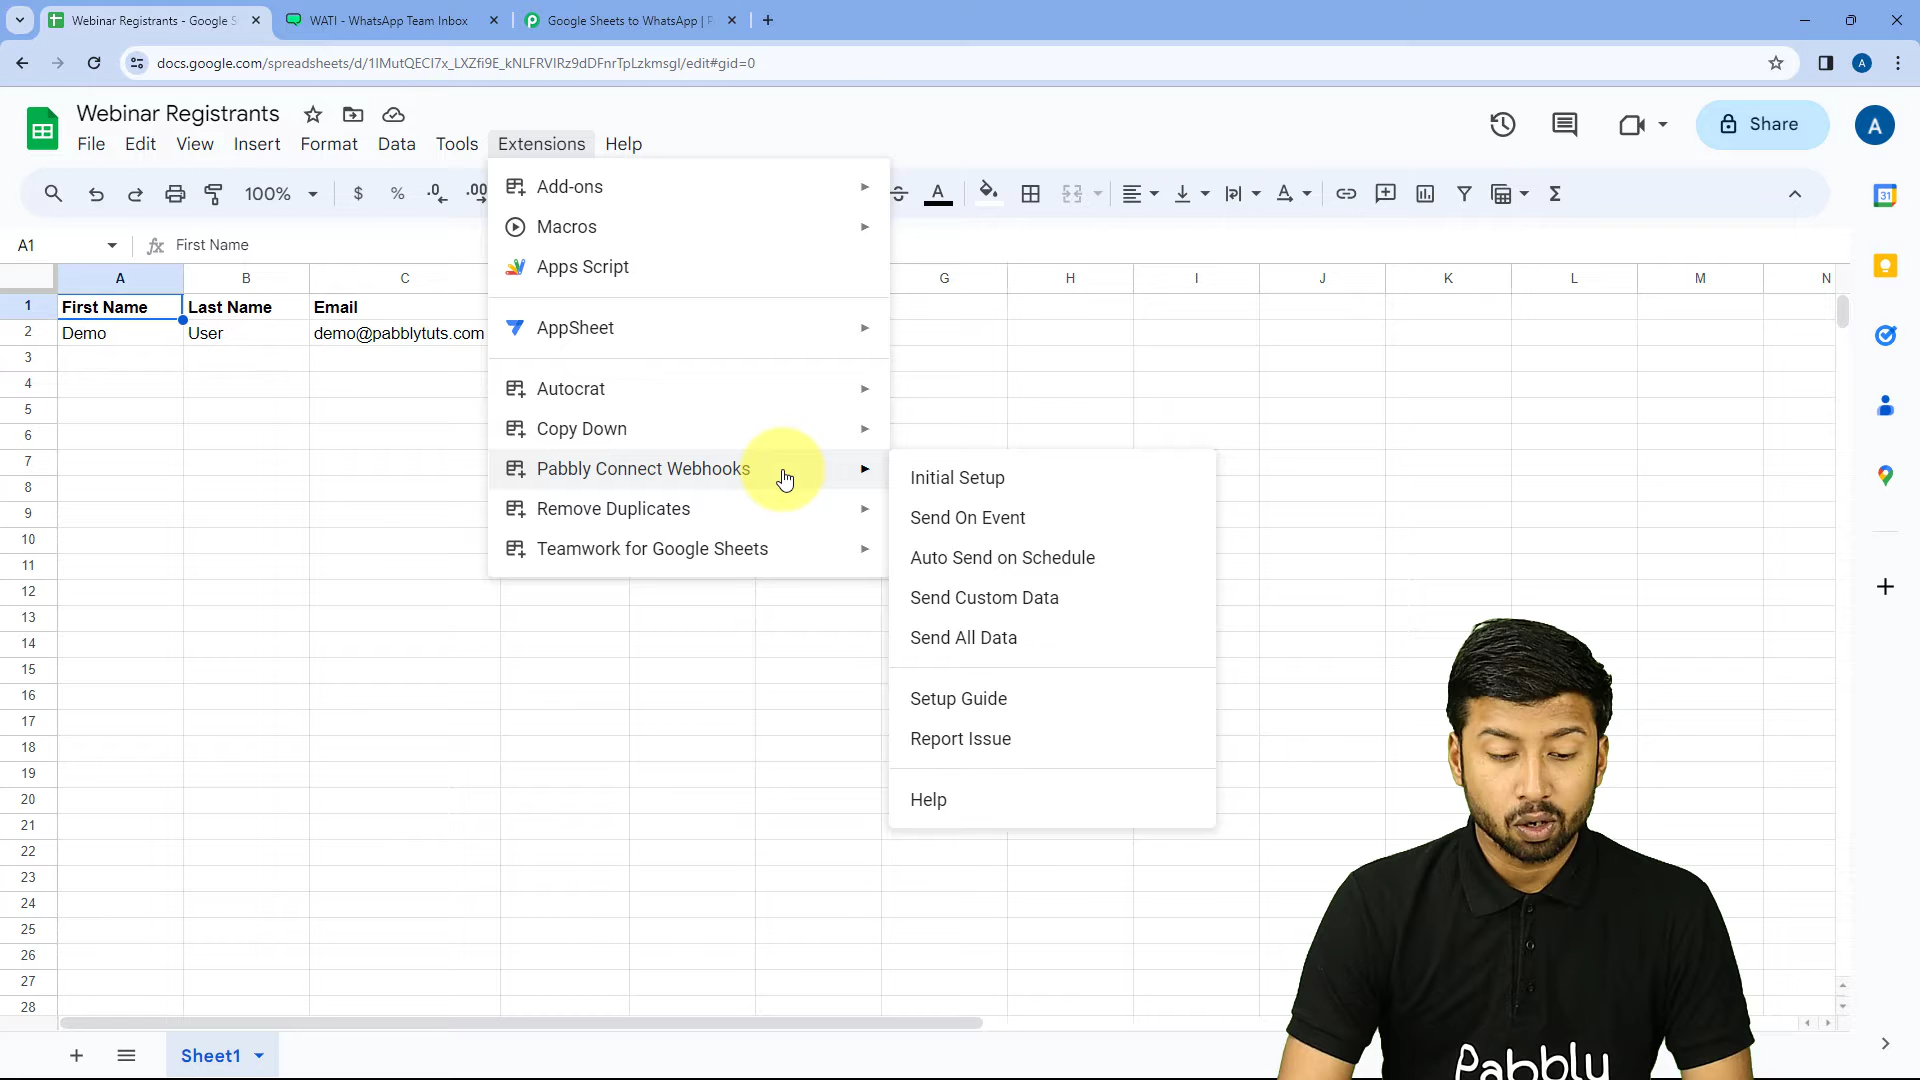 Webinar Registrants - Google S
WATI - WhatsApp Team Inbox
Google Sheets to WhatsApp | P
docs.google.com/spreadsheets/d/1IMutQECI7x_LXZfi9E_kNLFRVIRz9dDFnrTpLzkmsgI/edit#gid=0
A
Webinar Registrants
File Edit View Insert Format Data Tools Extensions Help
Share
A
100%
$ % .0 .00
A
A
Σ
31
A1
fx First Name
A B C G H I J K L M N
1 First Name Last Name Email
2 Demo User demo@pabblytuts.com
3
4
5
6
7
8
9
10
11
12
13
14
15
16
17
18
19
20
21
22
23
24
25
26
27
28
Add-ons
Macros
Apps Script
AppSheet
Autocrat
Copy Down
Pabbly Connect Webhooks
Remove Duplicates
Teamwork for Google Sheets
Initial Setup
Send On Event
Auto Send on Schedule
Send Custom Data
Send All Data
Setup Guide
Report Issue
Help
Pabbly
Sheet1